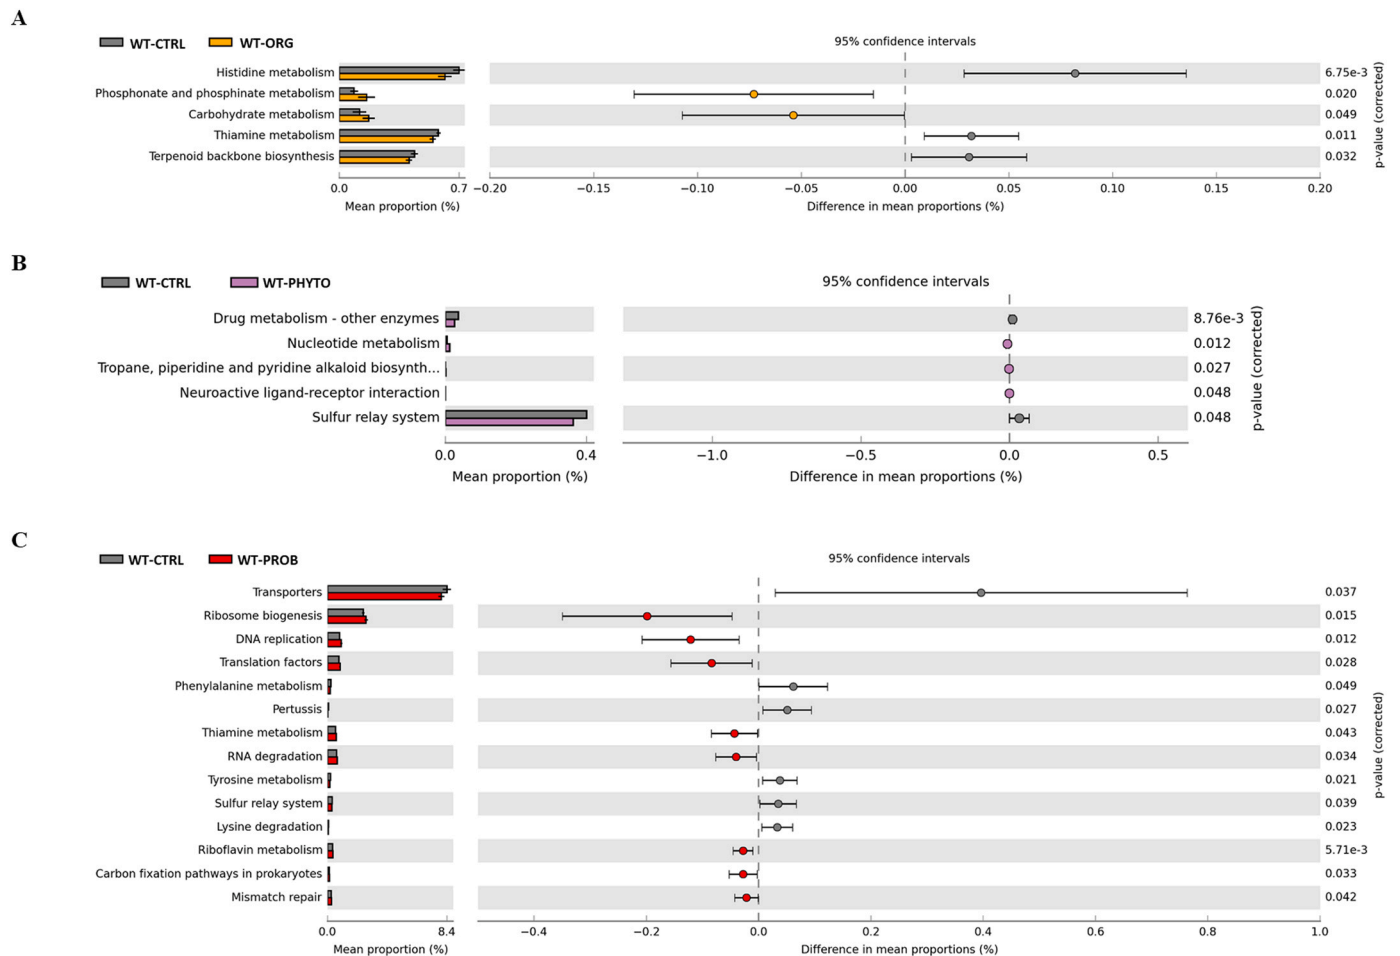 A
WT-CTRL WT-ORG 95% confidence intervals
Histidine metabolism 6.75e-3
Phosphonate and phosphinate metabolism 0.020
Carbohydrate metabolism 0.049
Thiamine metabolism 0.011
Terpenoid backbone biosynthesis 0.032
p-value (corrected)
0.0 0.7 −0.20 −0.15 −0.10 −0.05 0.00 0.05 0.10 0.15 0.20
Mean proportion (%) Difference in mean proportions (%)
B
WT-CTRL WT-PHYTO 95% confidence intervals
Drug metabolism - other enzymes 8.76e-3
Nucleotide metabolism 0.012
Tropane, piperidine and pyridine alkaloid biosynth... 0.027
Neuroactive ligand-receptor interaction 0.048
Sulfur relay system 0.048
p-value (corrected)
0.0 0.4 −1.0 −0.5 0.0 0.5
Mean proportion (%) Difference in mean proportions (%)
C
WT-CTRL WT-PROB 95% confidence intervals
Transporters 0.037
Ribosome biogenesis 0.015
DNA replication 0.012
Translation factors 0.028
Phenylalanine metabolism 0.049
Pertussis 0.027
Thiamine metabolism 0.043
RNA degradation 0.034
Tyrosine metabolism 0.021
Sulfur relay system 0.039
Lysine degradation 0.023
Riboflavin metabolism 5.71e-3
Carbon fixation pathways in prokaryotes 0.033
Mismatch repair 0.042
p-value (corrected)
0.0 8.4 −0.4 −0.2 0.0 0.2 0.4 0.6 0.8 1.0
Mean proportion (%) Difference in mean proportions (%)